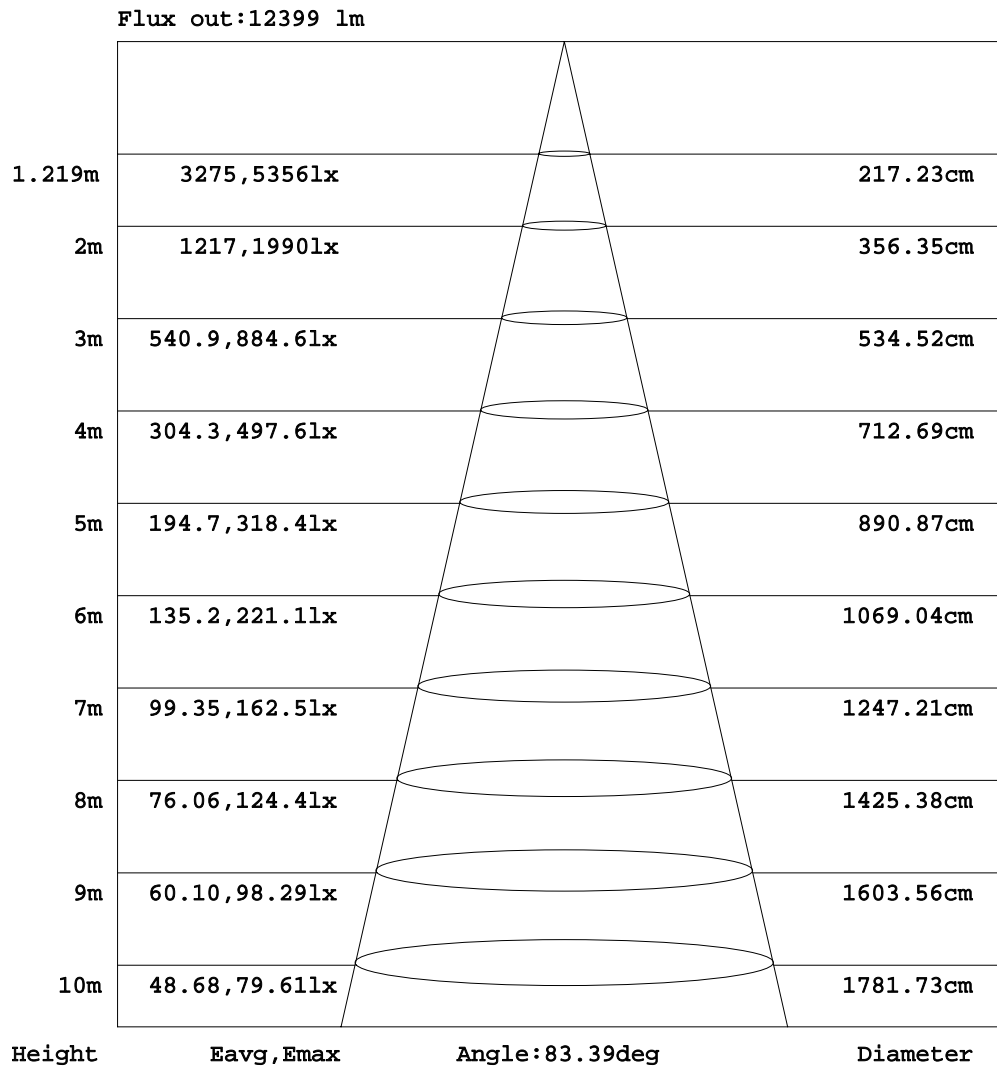 Flux out:12399 lm
1.219m 3275,5356lx 217.23cm
2m 1217,1990lx 356.35cm
3m 540.9,884.6lx 534.52cm
4m 304.3,497.6lx 712.69cm
5m 194.7,318.4lx 890.87cm
6m 135.2,221.1lx 1069.04cm
7m 99.35,162.5lx 1247.21cm
8m 76.06,124.4lx 1425.38cm
9m 60.10,98.29lx 1603.56cm
10m 48.68,79.61lx 1781.73cm
Height Eavg,Emax Angle:83.39deg Diameter